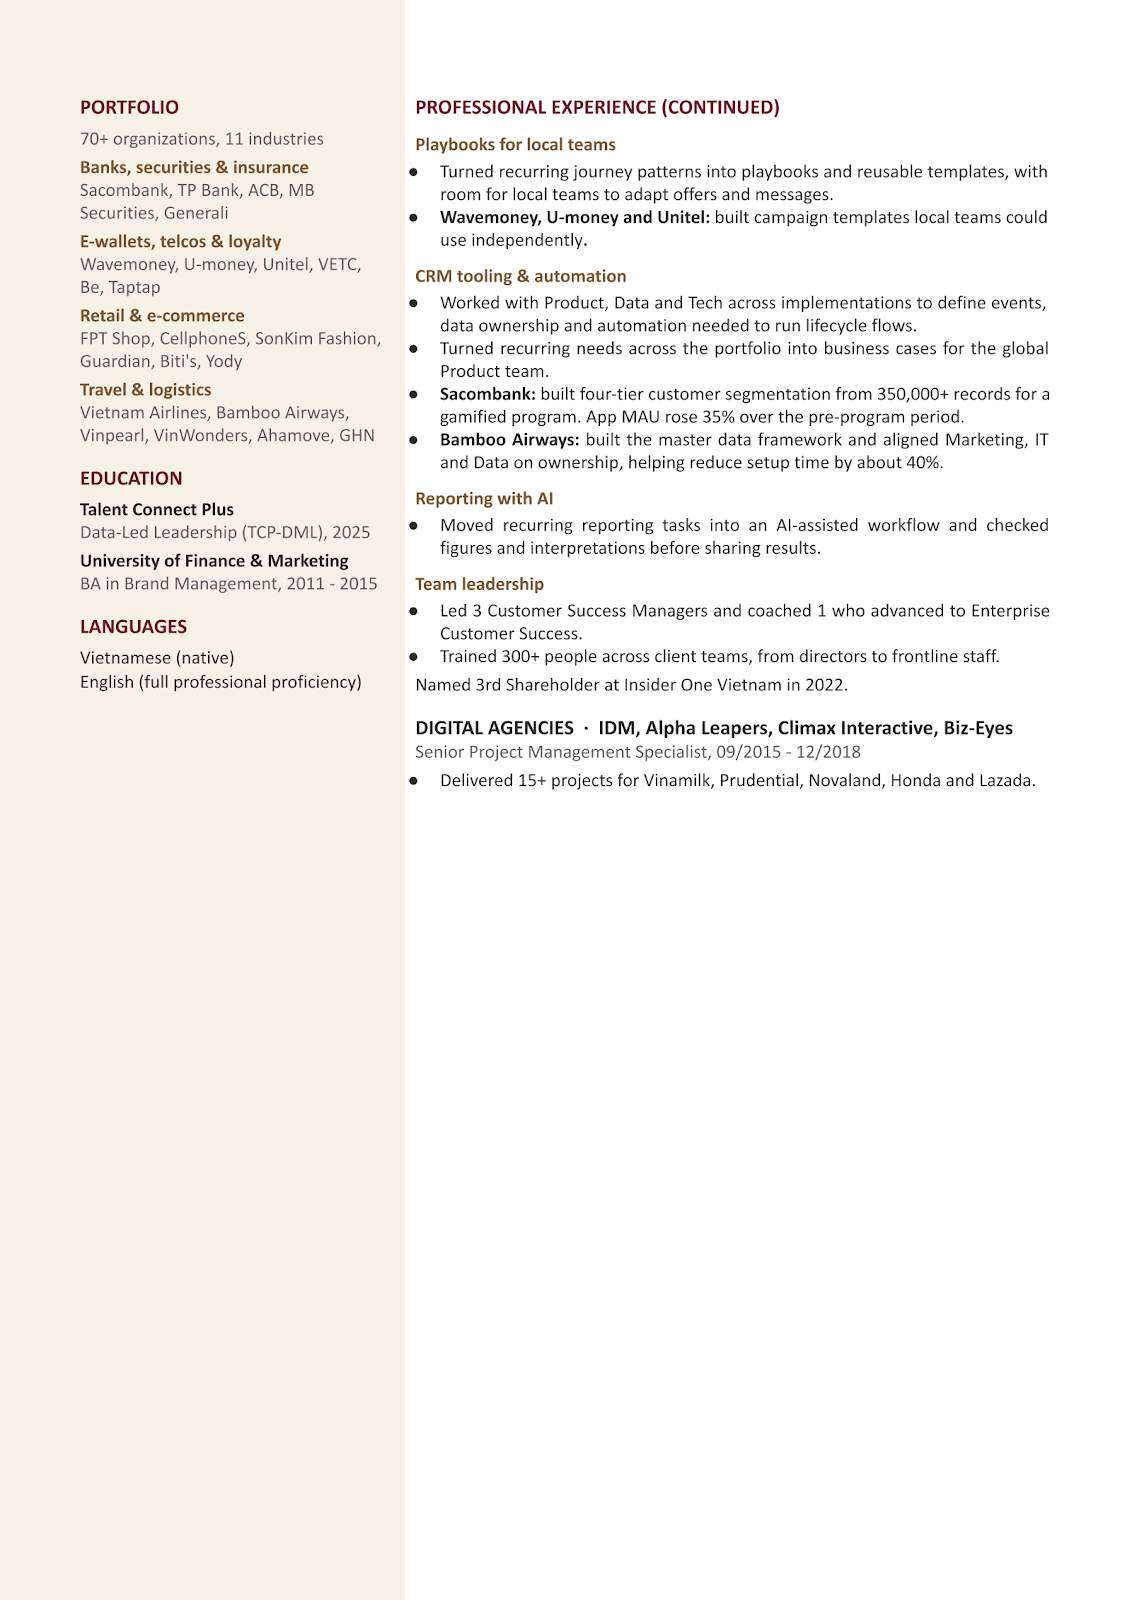 PORTFOLIO
70+ organizations, 11 industries
Banks, securities & insurance
Sacombank, TP Bank, ACB, MB
Securities, Generali
E-wallets, telcos & loyalty
Wavemoney, U-money, Unitel, VETC,
Be, Taptap
Retail & e-commerce
FPT Shop, CellphoneS, SonKim Fashion,
Guardian, Biti's, Yody
Travel & logistics
Vietnam Airlines, Bamboo Airways,
Vinpearl, VinWonders, Ahamove, GHN
EDUCATION
Talent Connect Plus
Data-Led Leadership (TCP-DML), 2025
University of Finance & Marketing
BA in Brand Management, 2011 - 2015
LANGUAGES
Vietnamese (native)
English (full professional proficiency)
PROFESSIONAL EXPERIENCE (CONTINUED)
Playbooks for local teams
● Turned recurring journey patterns into playbooks and reusable templates, with
room for local teams to adapt offers and messages.
● Wavemoney, U-money and Unitel: built campaign templates local teams could
use independently.
CRM tooling & automation
● Worked with Product, Data and Tech across implementations to define events,
data ownership and automation needed to run lifecycle flows.
● Turned recurring needs across the portfolio into business cases for the global
Product team.
● Sacombank: built four-tier customer segmentation from 350,000+ records for a
gamified program. App MAU rose 35% over the pre-program period.
● Bamboo Airways: built the master data framework and aligned Marketing, IT
and Data on ownership, helping reduce setup time by about 40%.
Reporting with AI
● Moved recurring reporting tasks into an AI-assisted workflow and checked
figures and interpretations before sharing results.
Team leadership
● Led 3 Customer Success Managers and coached 1 who advanced to Enterprise
Customer Success.
● Trained 300+ people across client teams, from directors to frontline staff.
Named 3rd Shareholder at Insider One Vietnam in 2022.
DIGITAL AGENCIES · IDM, Alpha Leapers, Climax Interactive, Biz-Eyes
Senior Project Management Specialist, 09/2015 - 12/2018
● Delivered 15+ projects for Vinamilk, Prudential, Novaland, Honda and Lazada.